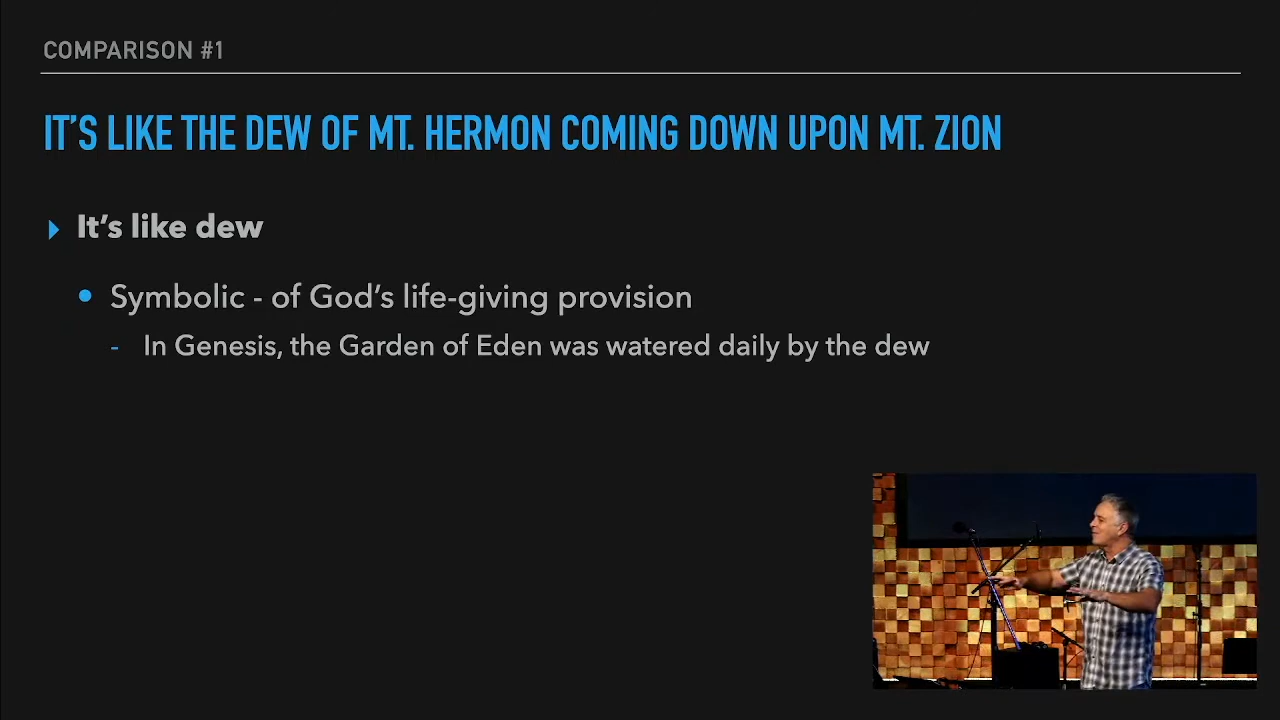 COMPARISON #1
IT'S LIKE THE DEW OF MT. HERMON COMING DOWN UPON MT. ZION
It's like dew
Symbolic - of God's life-giving provision
- In Genesis, the Garden of Eden was watered daily by the dew